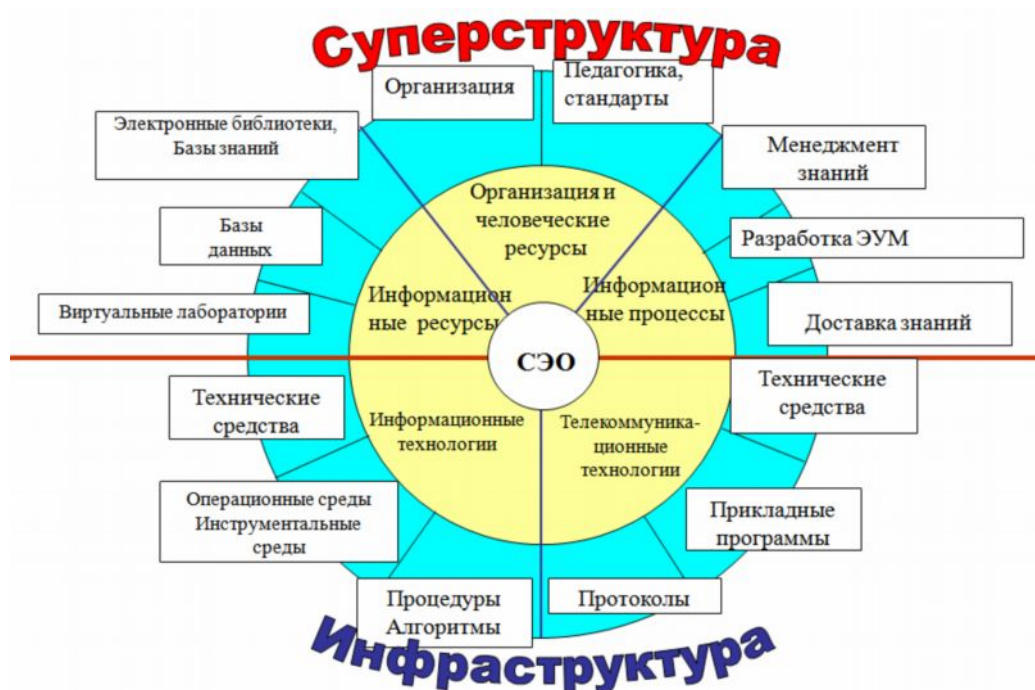 Суперструктура
Организация
Педагогика,
стандарты
Электронные библиотеки,
Базы знаний
Менеджмент
знаний
Организация и
человеческие
ресурсы
Базы
данных
Разработка ЭУМ
Информацион
ные ресурсы
Информацион
ные процессы
Виртуальные лаборатории
Доставка знаний
СЭО
Технические
средства
Технические
средства
Информационные
технологии
Телекоммуника-
ционные
технологии
Операционные среды
Инструментальные
среды
Прикладные
программы
Процедуры
Алгоритмы
Протоколы
Инфраструктура